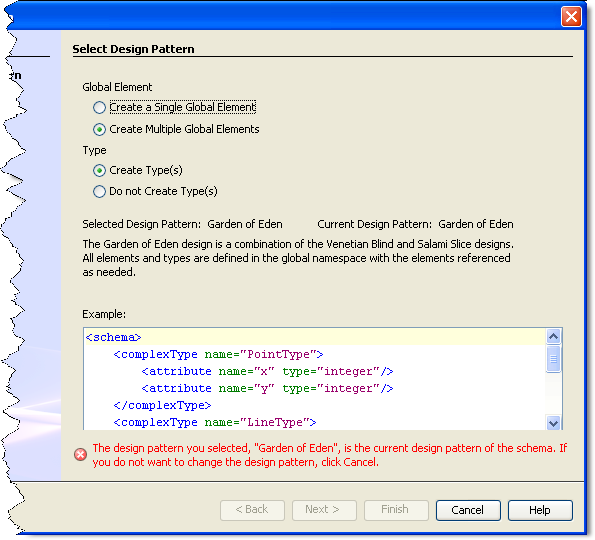 Select Design Pattern
rn
Global Element
Create a Single Global Element
Create Multiple Global Elements
Type
Create Type(s)
Do not Create Type(s)
Selected Design Pattern: Garden of Eden Current Design Pattern: Garden of Eden
The Garden of Eden design is a combination of the Venetian Blind and Salami Slice designs.
All elements and types are defined in the global namespace with the elements referenced
as needed.
Example:
<schema>
<complexType name="PointType">
<attribute name="x" type="integer"/>
<attribute name="y" type="integer"/>
</complexType>
<complexType name="LineType">
The design pattern you selected, "Garden of Eden", is the current design pattern of the schema. If
you do not want to change the design pattern, click Cancel.
< Back Next > Finish Cancel Help